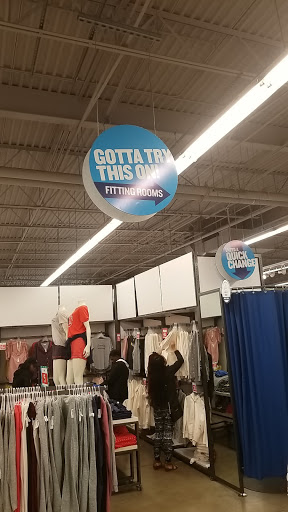 GOTTA TRY
THIS ON!
FITTING ROOMS
QUICK
CHANGE